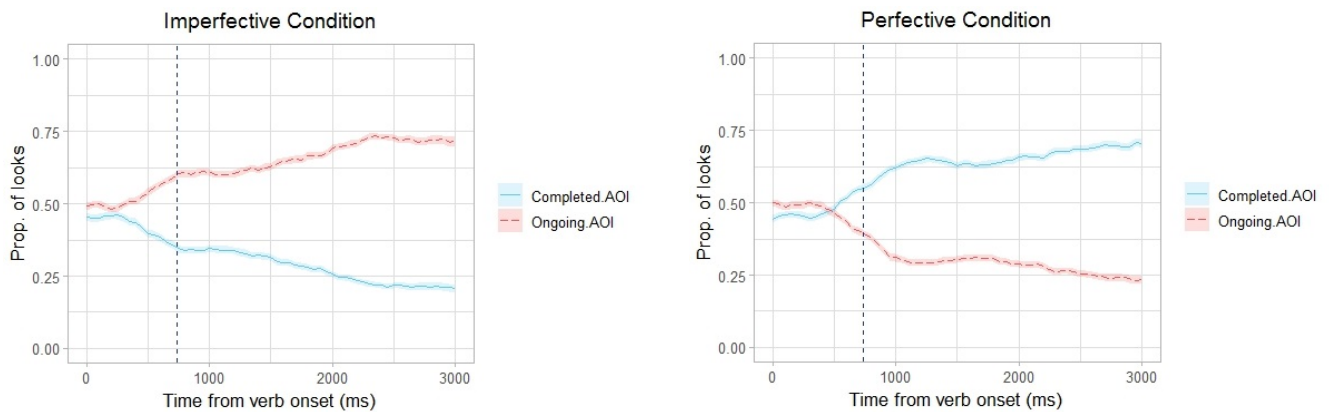 Imperfective Condition
1.00
0.75
0.50
0.25
0.00
Prop. of looks
0
1000
2000
3000
Time from verb onset (ms)
Completed.AOI
Ongoing.AOI
Perfective Condition
1.00
0.75
0.50
0.25
0.00
Prop. of looks
0
1000
2000
3000
Time from verb onset (ms)
Completed.AOI
Ongoing.AOI